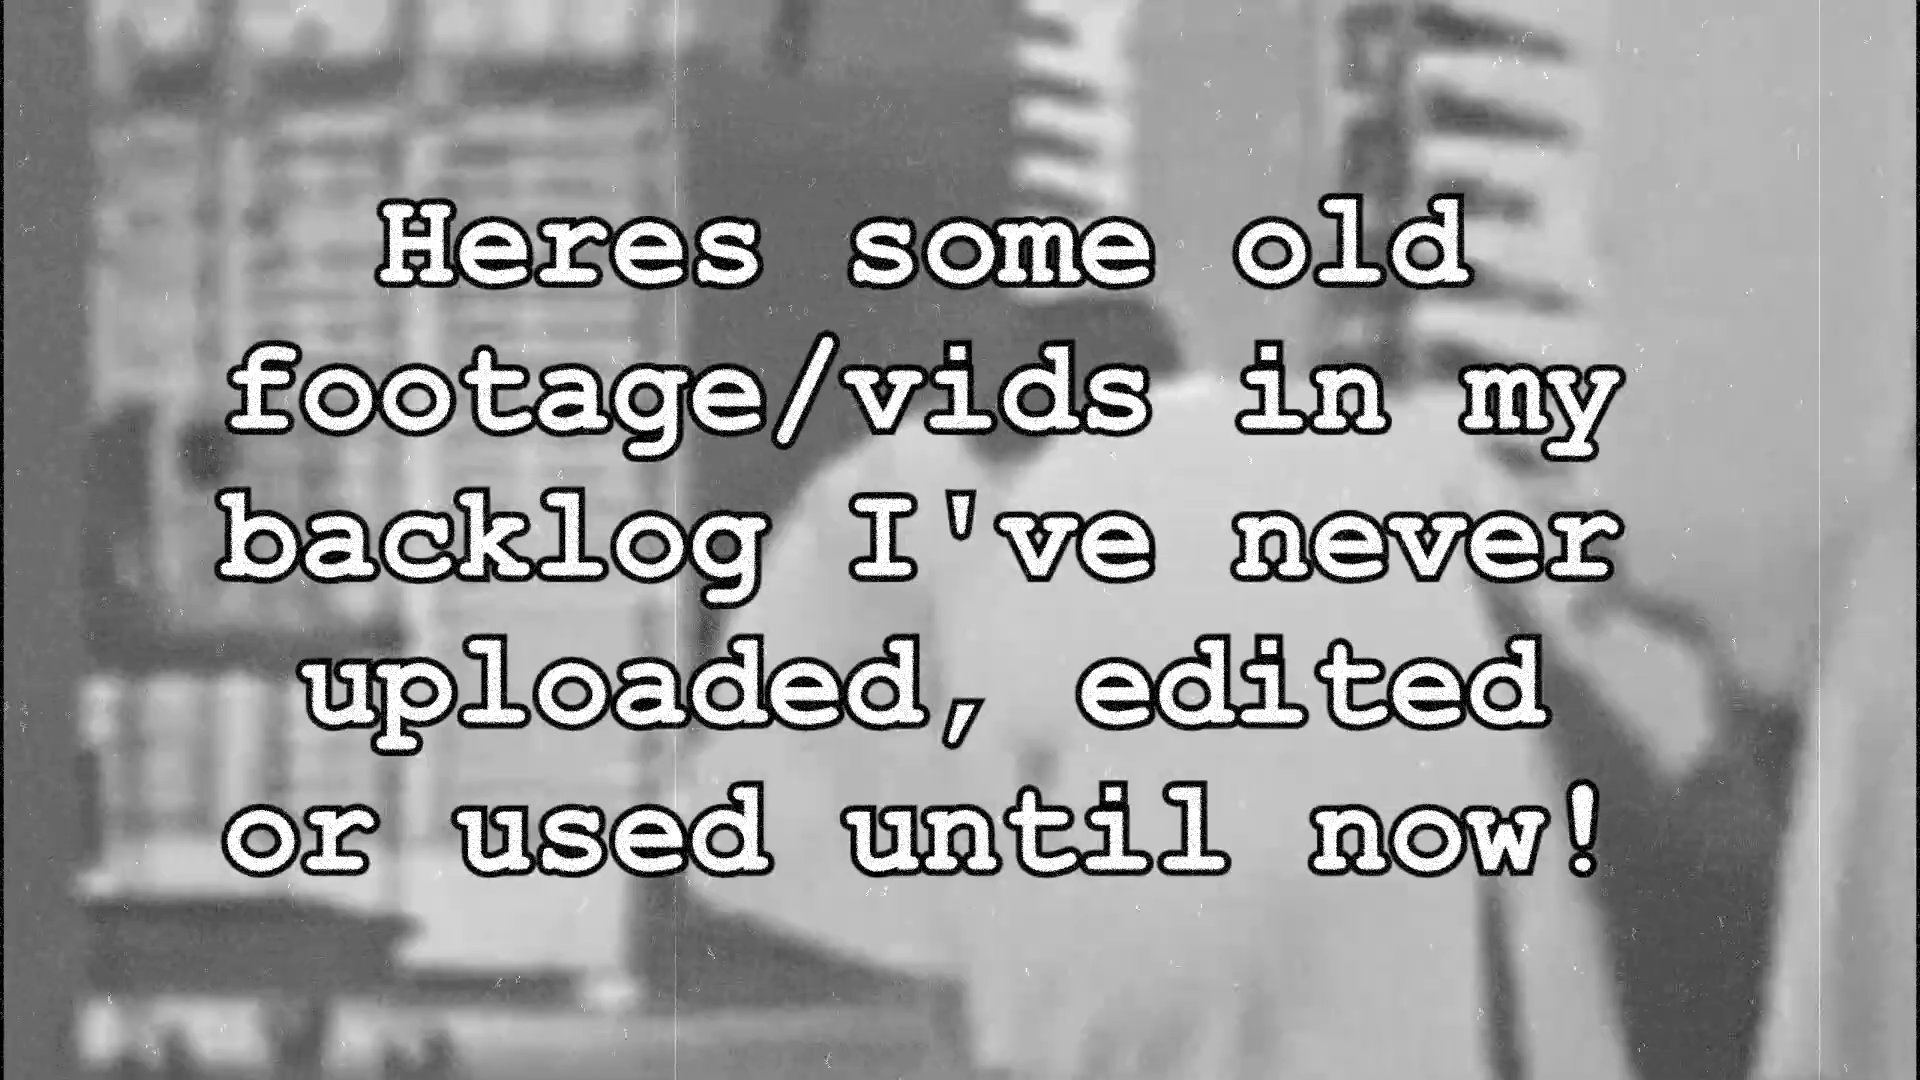 Heres some old
footage/vids in my
backlog I've never
uploaded, edited
or used until now!